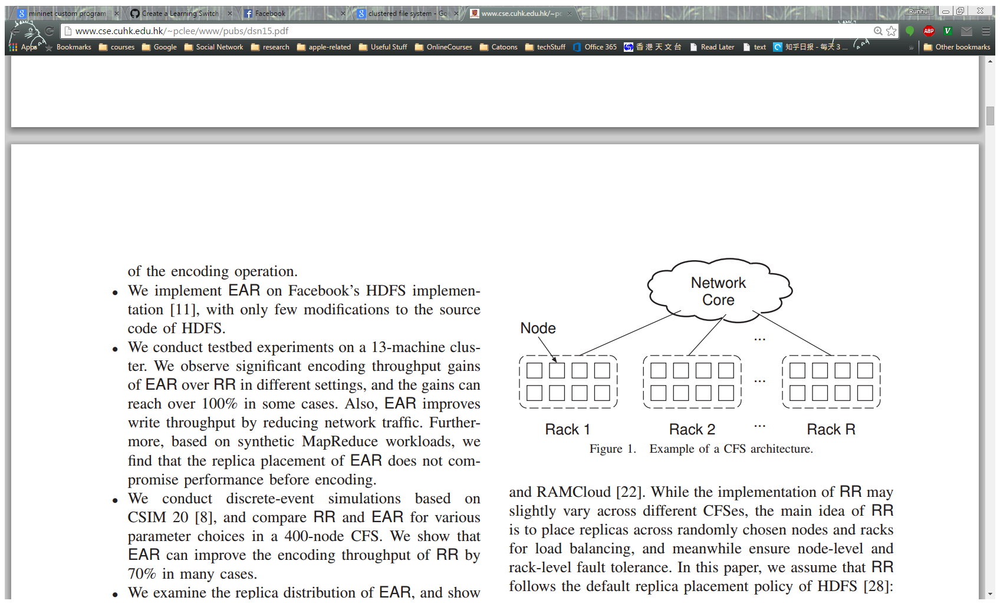 mininet custom program
Create a Learning Switch
Facebook
clustered file system - Go
www.cse.cuhk.edu.hk/~pc
Runhui
www.cse.cuhk.edu.hk/~pclee/www/pubs/dsn15.pdf
ABP
Apps
Bookmarks
courses
Google
Social Network
research
apple-related
Useful Stuff
OnlineCourses
Catoons
techStuff
Office 365
香港天文台
Read Later
text
知乎日报 - 每天 3 ...
»
Other bookmarks
of the encoding operation.
• We implement EAR on Facebook's HDFS implemen-
tation [11], with only few modifications to the source
code of HDFS.
• We conduct testbed experiments on a 13-machine clus-
ter. We observe significant encoding throughput gains
of EAR over RR in different settings, and the gains can
reach over 100% in some cases. Also, EAR improves
write throughput by reducing network traffic. Further-
more, based on synthetic MapReduce workloads, we
find that the replica placement of EAR does not com-
promise performance before encoding.
• We conduct discrete-event simulations based on
CSIM 20 [8], and compare RR and EAR for various
parameter choices in a 400-node CFS. We show that
EAR can improve the encoding throughput of RR by
70% in many cases.
• We examine the replica distribution of EAR, and show
Network
Core
Node
...
...
Rack 1
Rack 2
...
Rack R
Figure 1. Example of a CFS architecture.
and RAMCloud [22]. While the implementation of RR may
slightly vary across different CFSes, the main idea of RR
is to place replicas across randomly chosen nodes and racks
for load balancing, and meanwhile ensure node-level and
rack-level fault tolerance. In this paper, we assume that RR
follows the default replica placement policy of HDFS [28]: